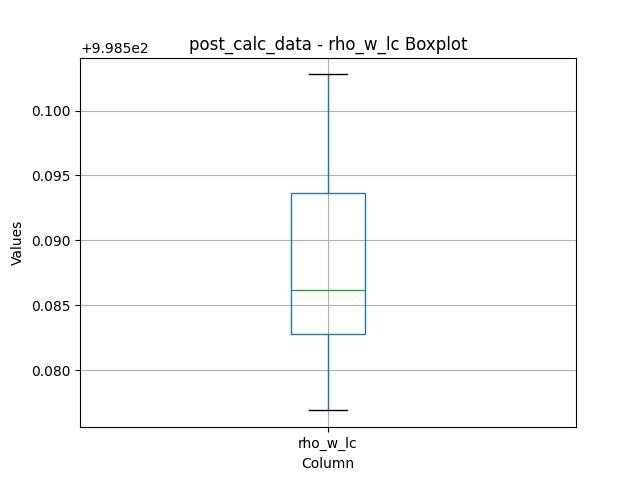 post_calc_data - rho_w_lc Boxplot
+9.985e2
0.100
0.095
0.090
0.085
0.080
Values
rho_w_lc
Column